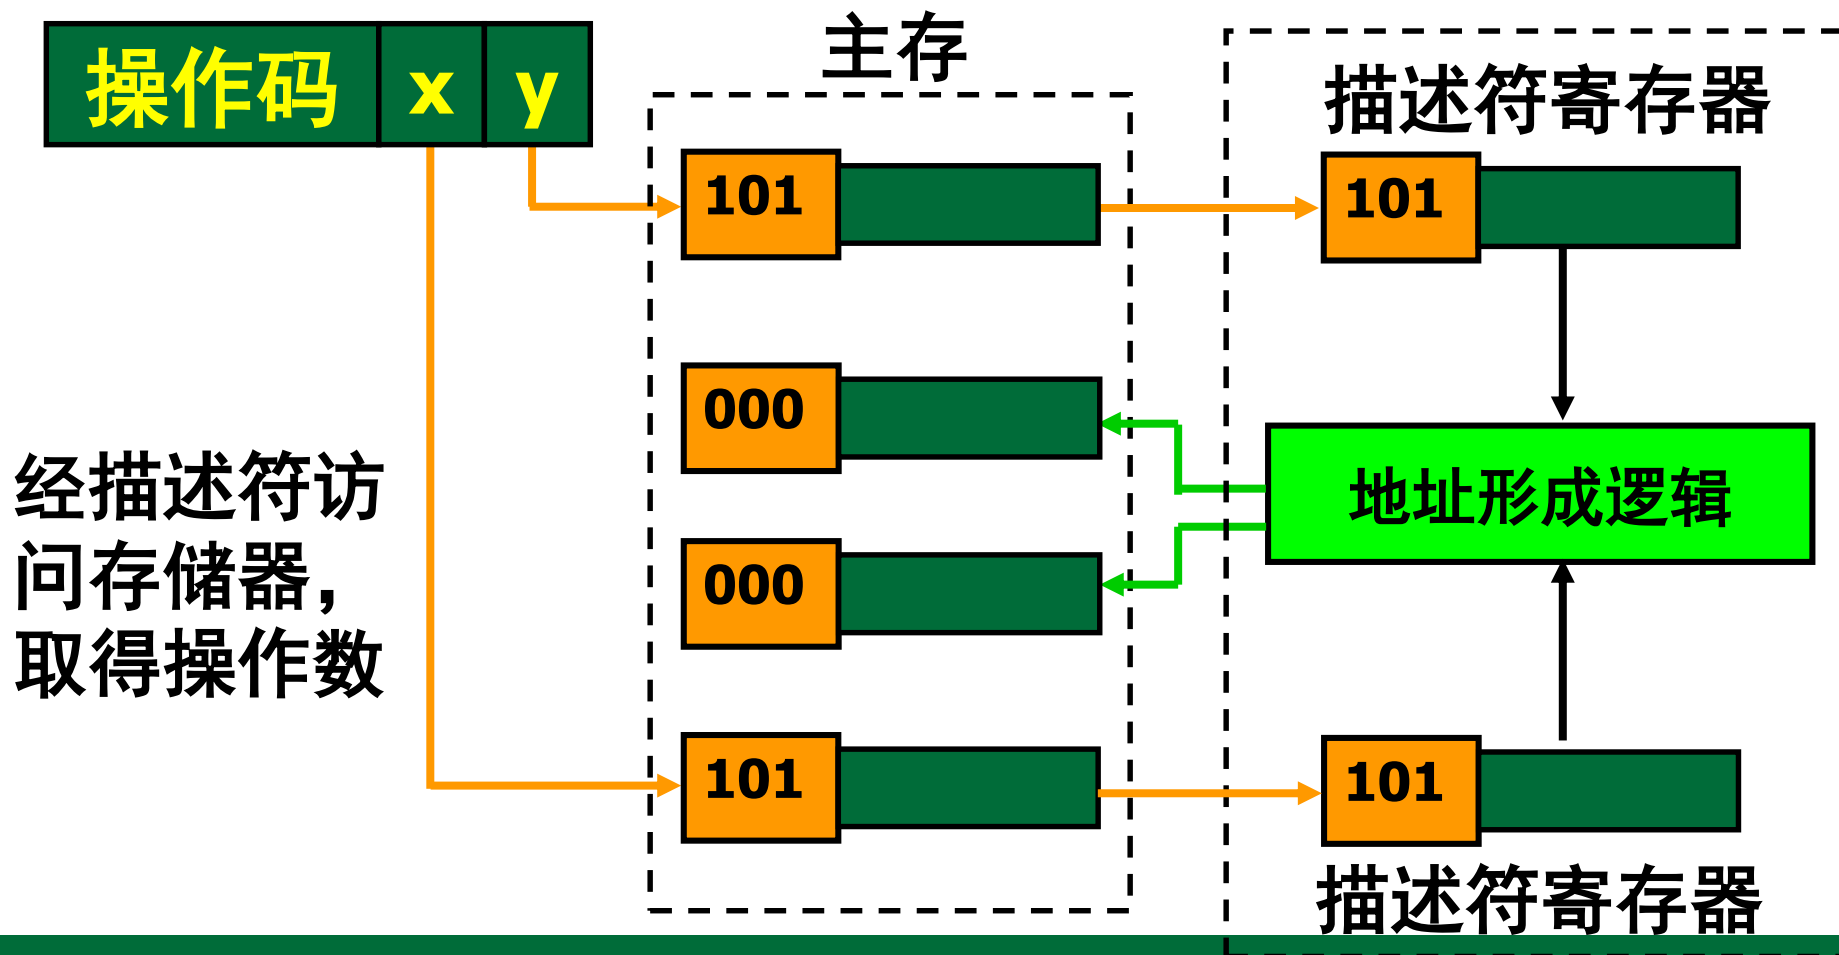 操作码 x y
主存
描述符寄存器
101
101
000
000
地址形成逻辑
经描述符访
问存储器，
取得操作数
101
101
描述符寄存器